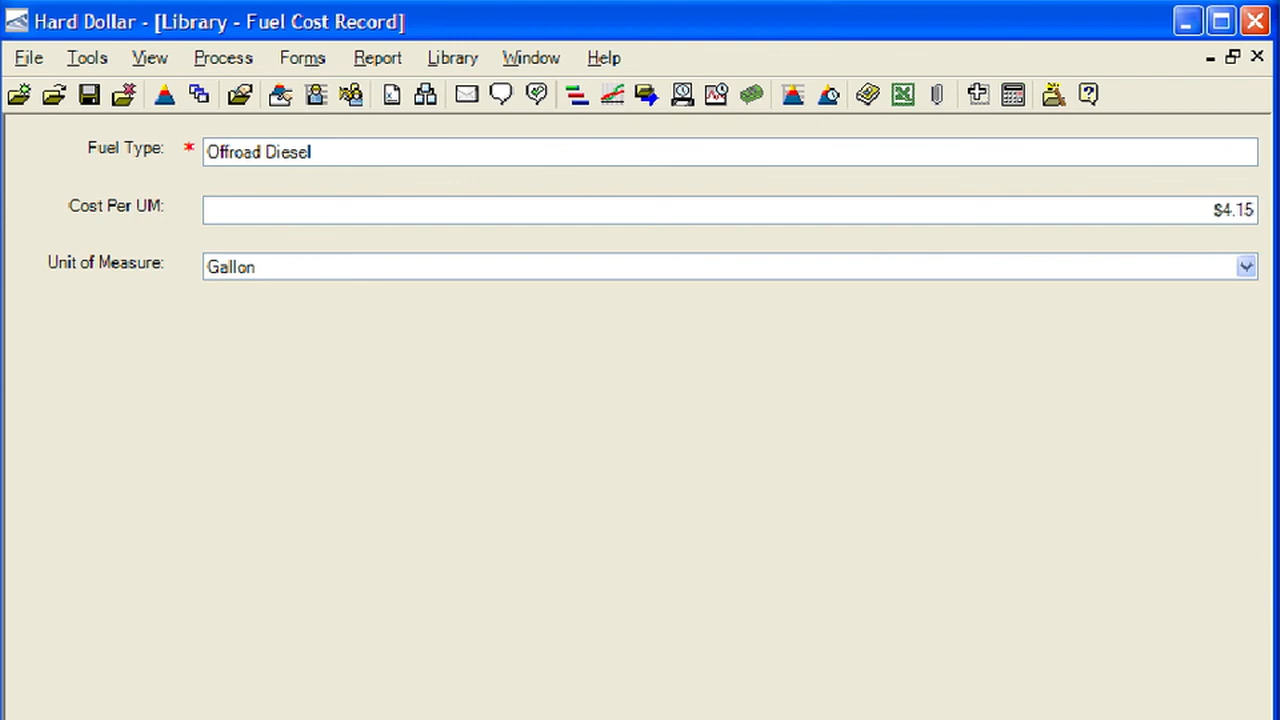 Hard Dollar - [Library - Fuel Cost Record]
File Tools View Process Forms Report Library Window Help
Fuel Type: * Offroad Diesel
Cost Per UM: $4.15
Unit of Measure: Gallon